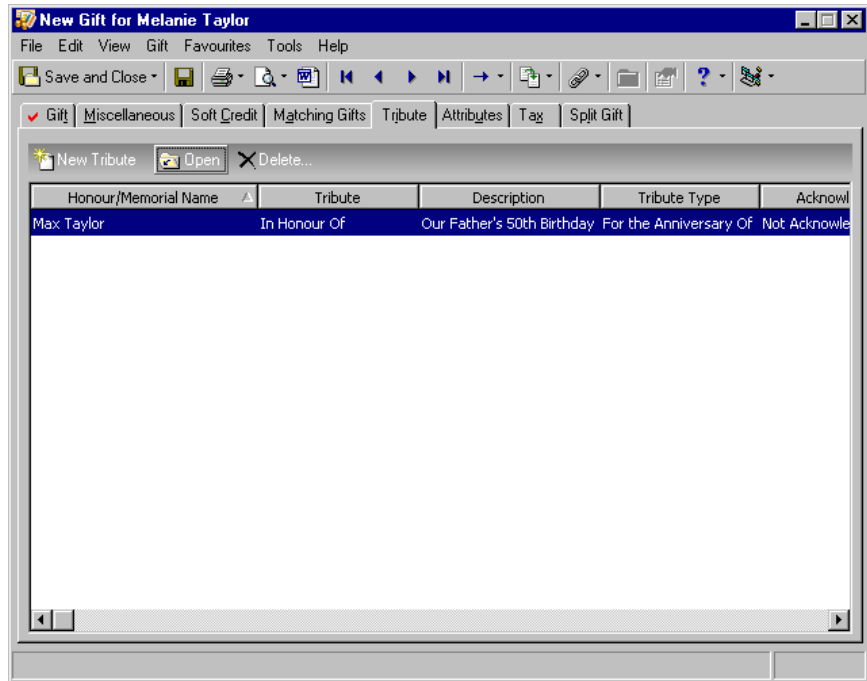 New Gift for Melanie Taylor
File Edit View Gift Favourites Tools Help
Save and Close
Gift Miscellaneous Soft Credit Matching Gifts Tribute Attributes Tax Split Gift
New Tribute Open Delete...
Honour/Memorial Name Tribute Description Tribute Type Acknowl
Max Taylor In Honour Of Our Father's 50th Birthday For the Anniversary Of Not Acknowle